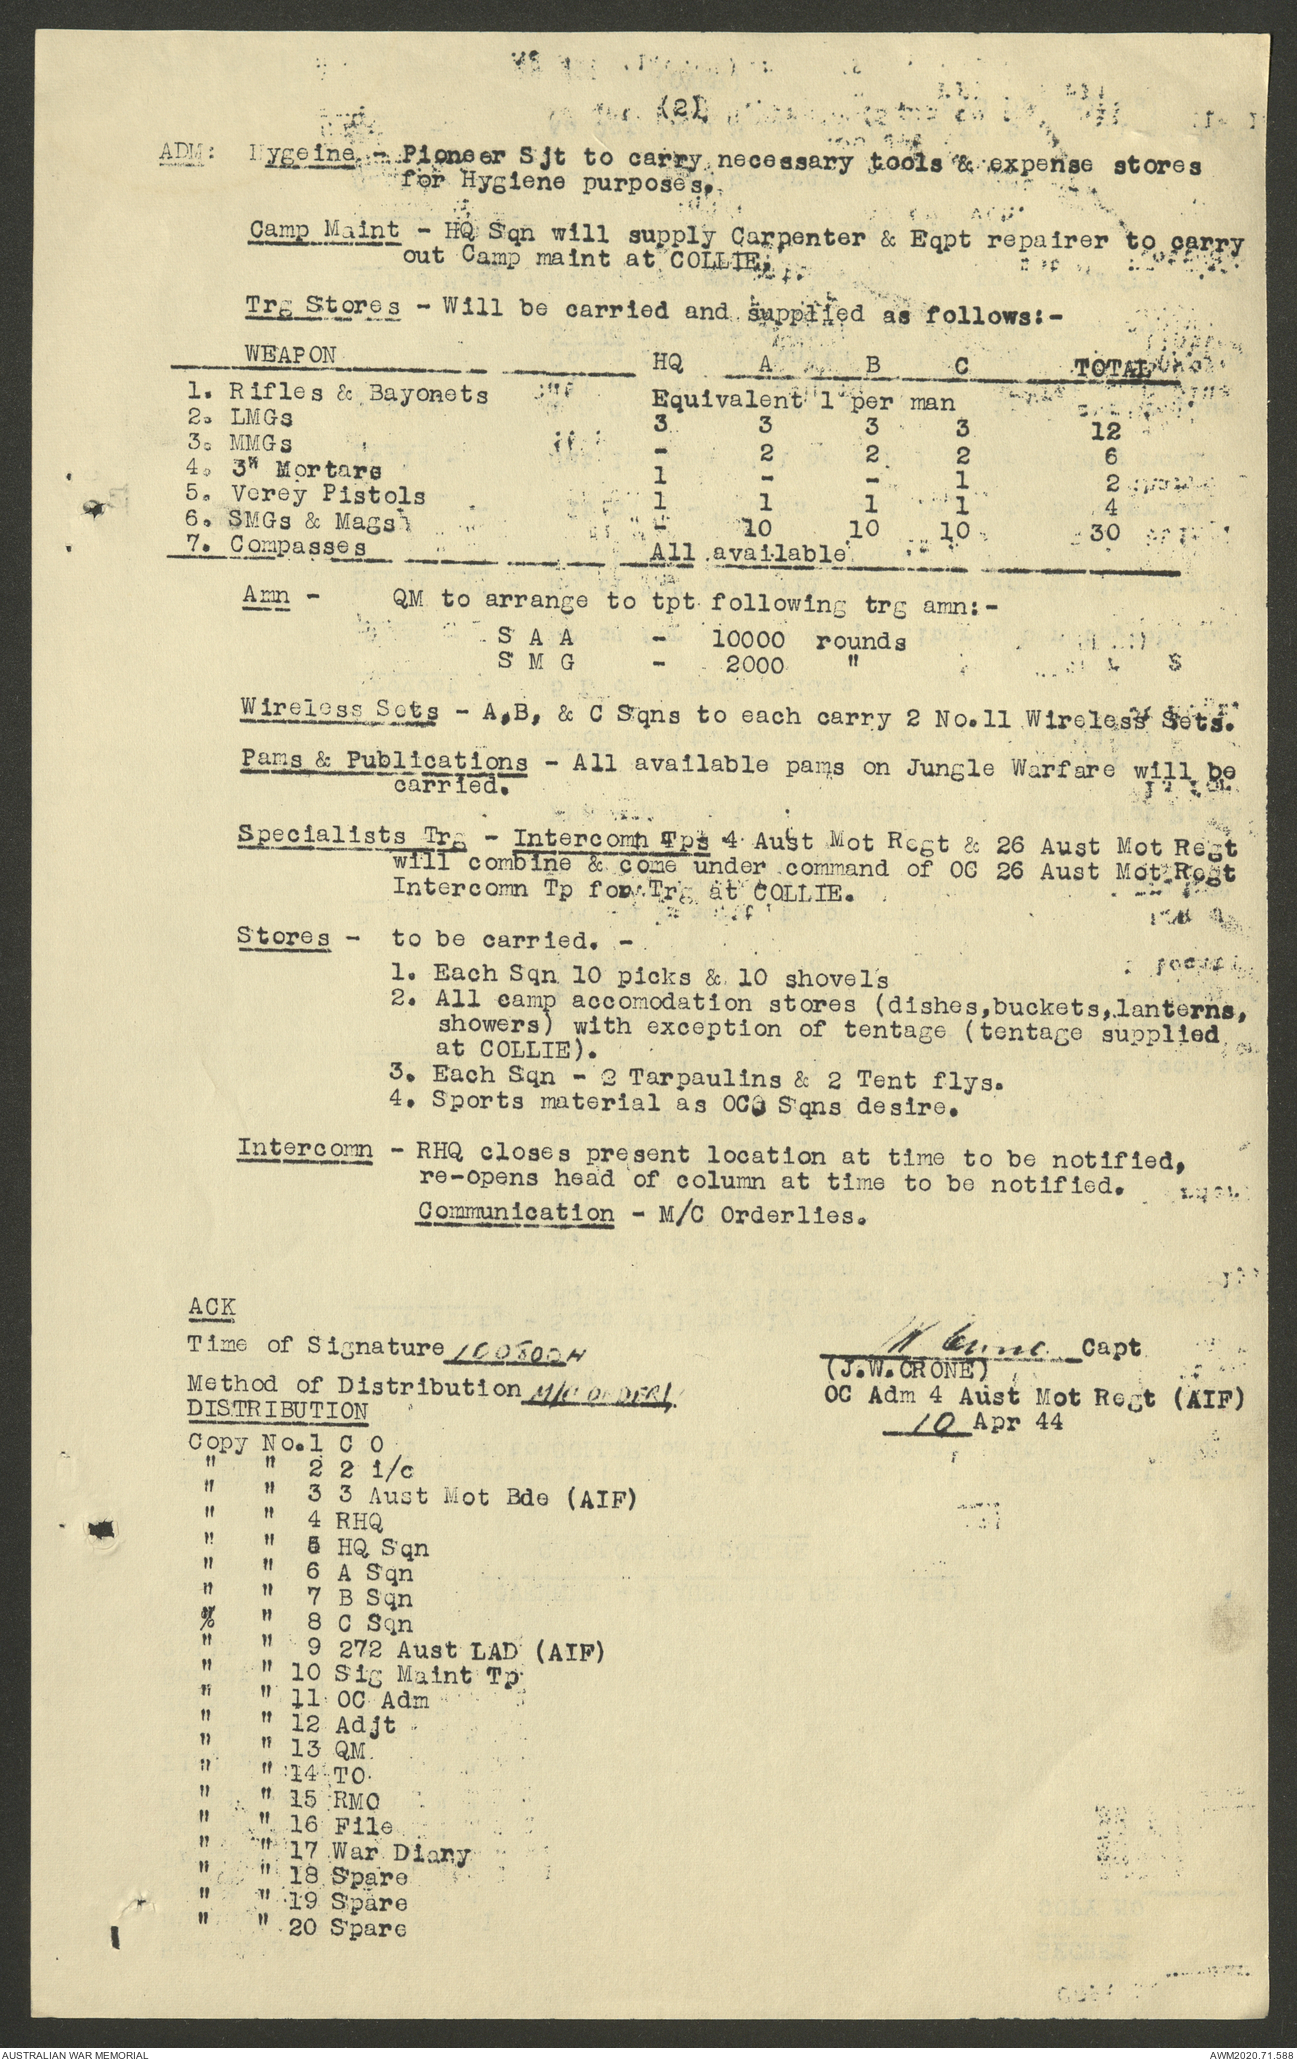 (2)
ADM: Hygeine - Pioneer Sjt to carry necessary tools & expense stores
for Hygiene purposes.
Camp Maint - HQ Sqn will supply Carpenter & Eqpt repairer to carry
out Camp maint at COLLIE.
Trg Stores - Will be carried and supplied as follows:-
WEAPON HQ A B C TOTAL
1. Rifles & Bayonets Equivalent 1 per man
2. LMGs 3 3 3 3 12
3. MMGs - 2 2 2 6
4. 3" Mortars 1 - - 1 2
5. Verey Pistols 1 1 1 1 4
6. SMGs & Mags - 10 10 10 30
7. Compasses All available
Amn - QM to arrange to tpt following trg amn:-
S A A - 10000 rounds
S M G - 2000 "
Wireless Sets - A,B, & C Sqns to each carry 2 No.11 Wireless Sets.
Pams & Publications - All available pams on Jungle Warfare will be
carried.
Specialists Trg - Intercomn Tps 4 Aust Mot Regt & 26 Aust Mot Regt
will combine & come under command of OC 26 Aust Mot Regt
Intercomn Tp for Trg at COLLIE.
Stores - to be carried. -
1. Each Sqn 10 picks & 10 shovels
2. All camp accomodation stores (dishes,buckets,lanterns,
showers) with exception of tentage (tentage supplied
at COLLIE).
3. Each Sqn - 2 Tarpaulins & 2 Tent flys.
4. Sports material as OCs Sqns desire.
Intercomn - RHQ closes present location at time to be notified,
re-opens head of column at time to be notified.
Communication - M/C Orderlies.
ACK
Time of Signature 100800H
Capt
(J.W.CRONE)
Method of Distribution M/C ORDERLY
OC Adm 4 Aust Mot Regt (AIF)
DISTRIBUTION
10 Apr 44
Copy No.1 C O
" " 2 2 i/c
" " 3 3 Aust Mot Bde (AIF)
" " 4 RHQ
" " 5 HQ Sqn
" " 6 A Sqn
" " 7 B Sqn
% " 8 C Sqn
" " 9 272 Aust LAD (AIF)
" " 10 Sig Maint Tp
" " 11 OC Adm
" " 12 Adjt
" " 13 QM
" " 14 TO
" " 15 RMO
" " 16 File
" " 17 War Diary
" " 18 Spare
" " 19 Spare
" " 20 Spare
AUSTRALIAN WAR MEMORIAL
AWM2020.71.588